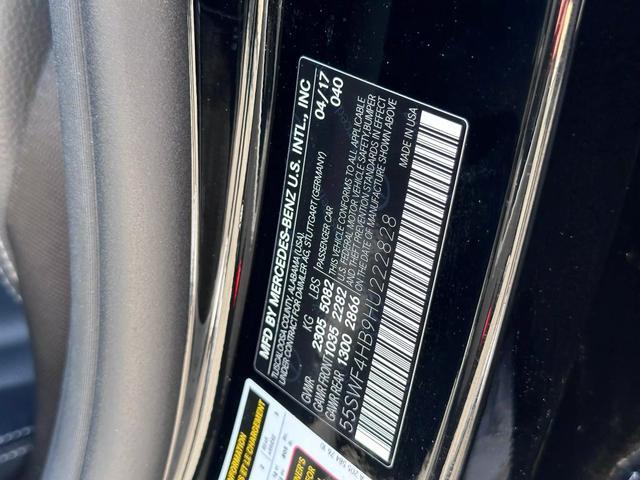 MFD BY MERCEDES-BENZ U.S. INTL., INC
TUSCALOOSA COUNTY, ALABAMA (USA)
UNDER CONTRACT FOR DAIMLER AG, STUTTGART (GERMANY)
04/17
040
KG LBS
GVWR 2305 5082
GAWR FRONT 1035 2282
GAWR REAR 1300 2866
PASSENGER CAR
THIS VEHICLE CONFORMS TO ALL APPLICABLE
U.S. FEDERAL MOTOR VEHICLE SAFETY BUMPER
AND THEFT PREVENTION STANDARDS IN EFFECT
ON THE DATE OF MANUFACTURE SHOWN ABOVE
MADE IN USA
55SWF4HB9HU222828